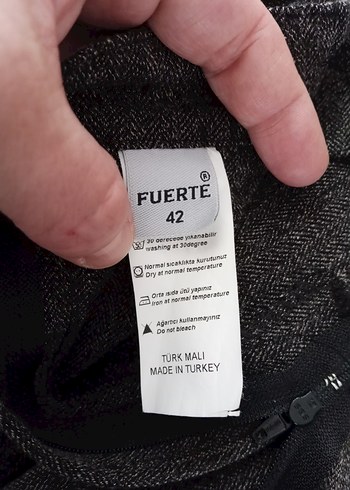 FUERTE®
42
30 derecede yıkanabilir
washing at 30degree
Normal sıcaklıkta kurutunuz
Dry at normal temperature
Orta ısıda ütü yapınız
Iron at normal temperature
Ağartıcı kullanmayınız
Do not bleach
TÜRK MALI
MADE IN TURKEY